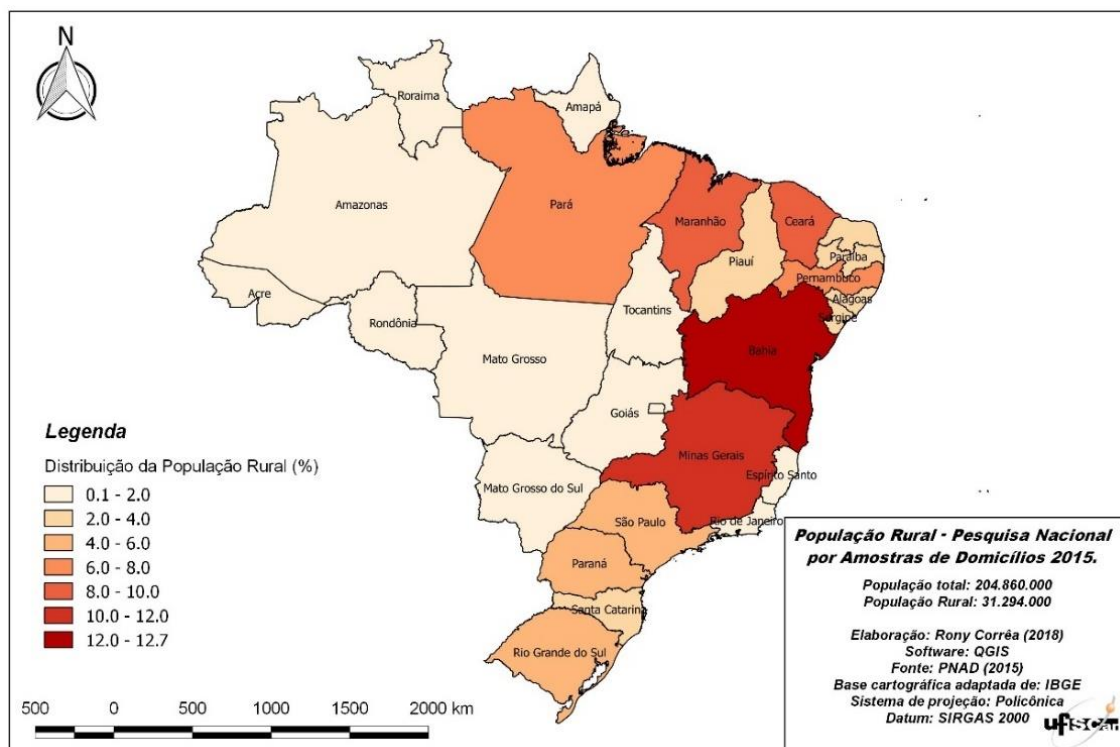 N
Roraima
Amapá
Amazonas
Pará
Maranhão
Ceará
Piauí
Paraíba
Pernambuco
Alagoas
Sergipe
Acre
Rondônia
Tocantins
Mato Grosso
Bahia
Goiás
Minas Gerais
Espírito Santo
Mato Grosso do Sul
São Paulo
Rio de Janeiro
Paraná
Santa Catarina
Rio Grande do Sul
Legenda
Distribuição da População Rural (%)
0.1 - 2.0
2.0 - 4.0
4.0 - 6.0
6.0 - 8.0
8.0 - 10.0
10.0 - 12.0
12.0 - 12.7
500 0 500 1000 1500 2000 km
População Rural - Pesquisa Nacional
por Amostras de Domicílios 2015.
População total: 204.860.000
População Rural: 31.294.000
Elaboração: Rony Corrêa (2018)
Software: QGIS
Fonte: PNAD (2015)
Base cartográfica adaptada de: IBGE
Sistema de projeção: Policônica
Datum: SIRGAS 2000
ufscar